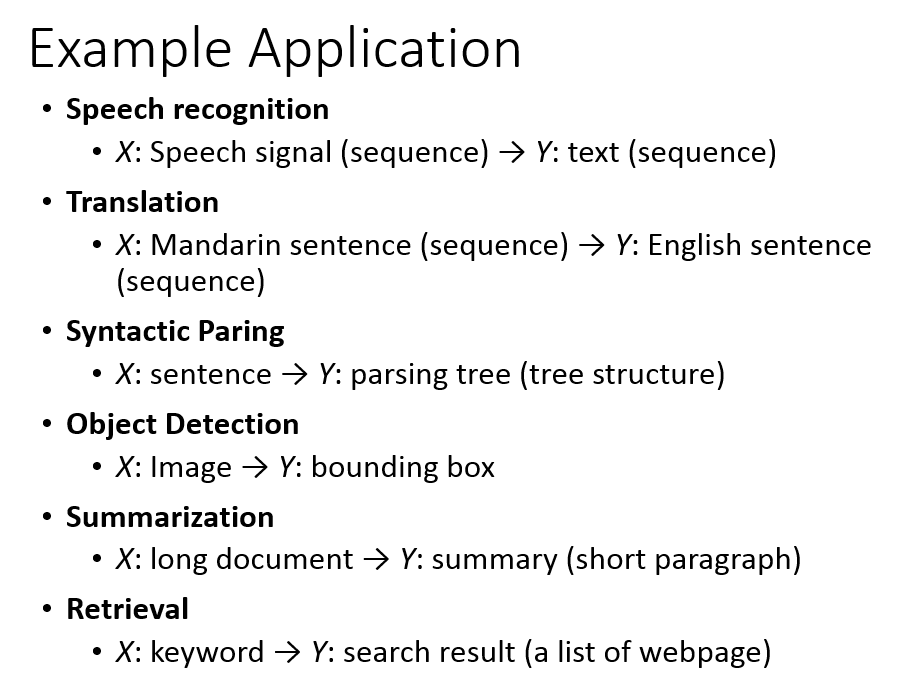 Example Application
• Speech recognition
• X: Speech signal (sequence) → Y: text (sequence)
• Translation
• X: Mandarin sentence (sequence) → Y: English sentence
(sequence)
• Syntactic Paring
• X: sentence → Y: parsing tree (tree structure)
• Object Detection
• X: Image → Y: bounding box
• Summarization
• X: long document → Y: summary (short paragraph)
• Retrieval
• X: keyword → Y: search result (a list of webpage)